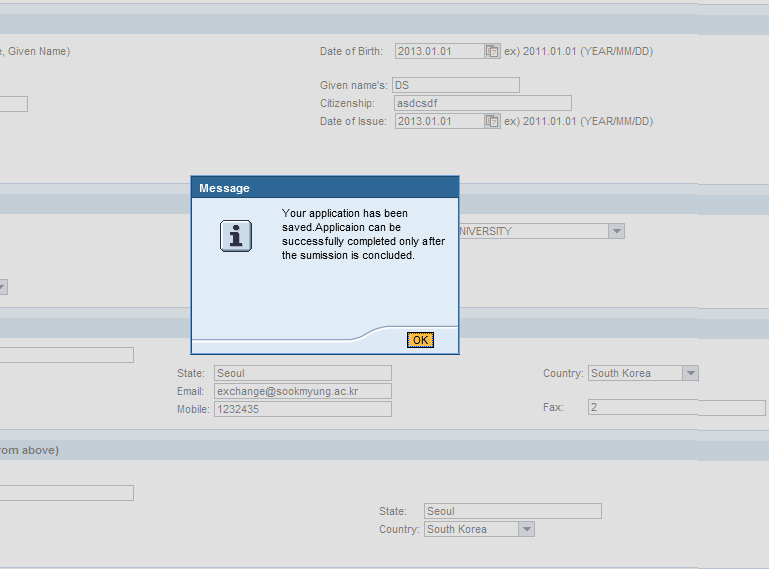 e, Given Name) Date of Birth: 2013.01.01 ex) 2011.01.01 (YEAR/MM/DD)
Given name's: DS
Citizenship: asdcsdf
Date of Issue: 2013.01.01 ex) 2011.01.01 (YEAR/MM/DD)
Message
Your application has been
saved.Applicaion can be
successfully completed only after
the sumission is concluded.
OK
NIVERSITY
State: Seoul Country: South Korea
Email: exchange@sookmyung.ac.kr
Mobile: 1232435 Fax: 2
rom above)
State: Seoul
Country: South Korea